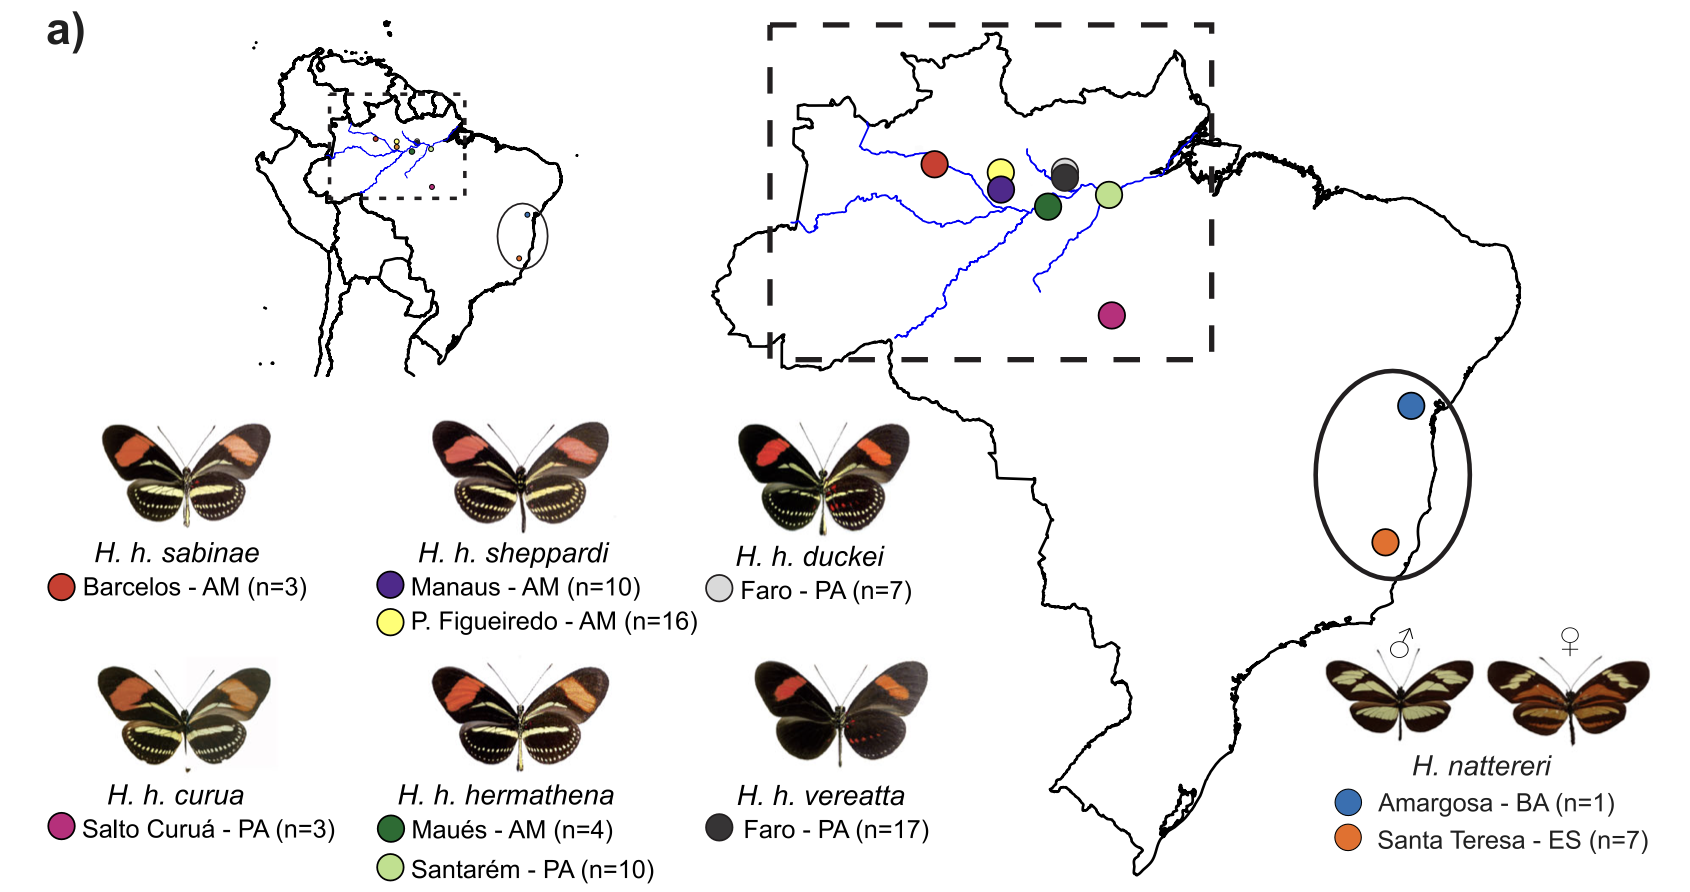 a)
H. h. sabinae
Barcelos - AM (n=3)
H. h. sheppardi
Manaus - AM (n=10)
P. Figueiredo - AM (n=16)
H. h. duckei
Faro - PA (n=7)
H. h. curua
Salto Curuá - PA (n=3)
H. h. hermathena
Maués - AM (n=4)
Santarém - PA (n=10)
H. h. vereatta
Faro - PA (n=17)
♂ ♀
H. nattereri
Amargosa - BA (n=1)
Santa Teresa - ES (n=7)